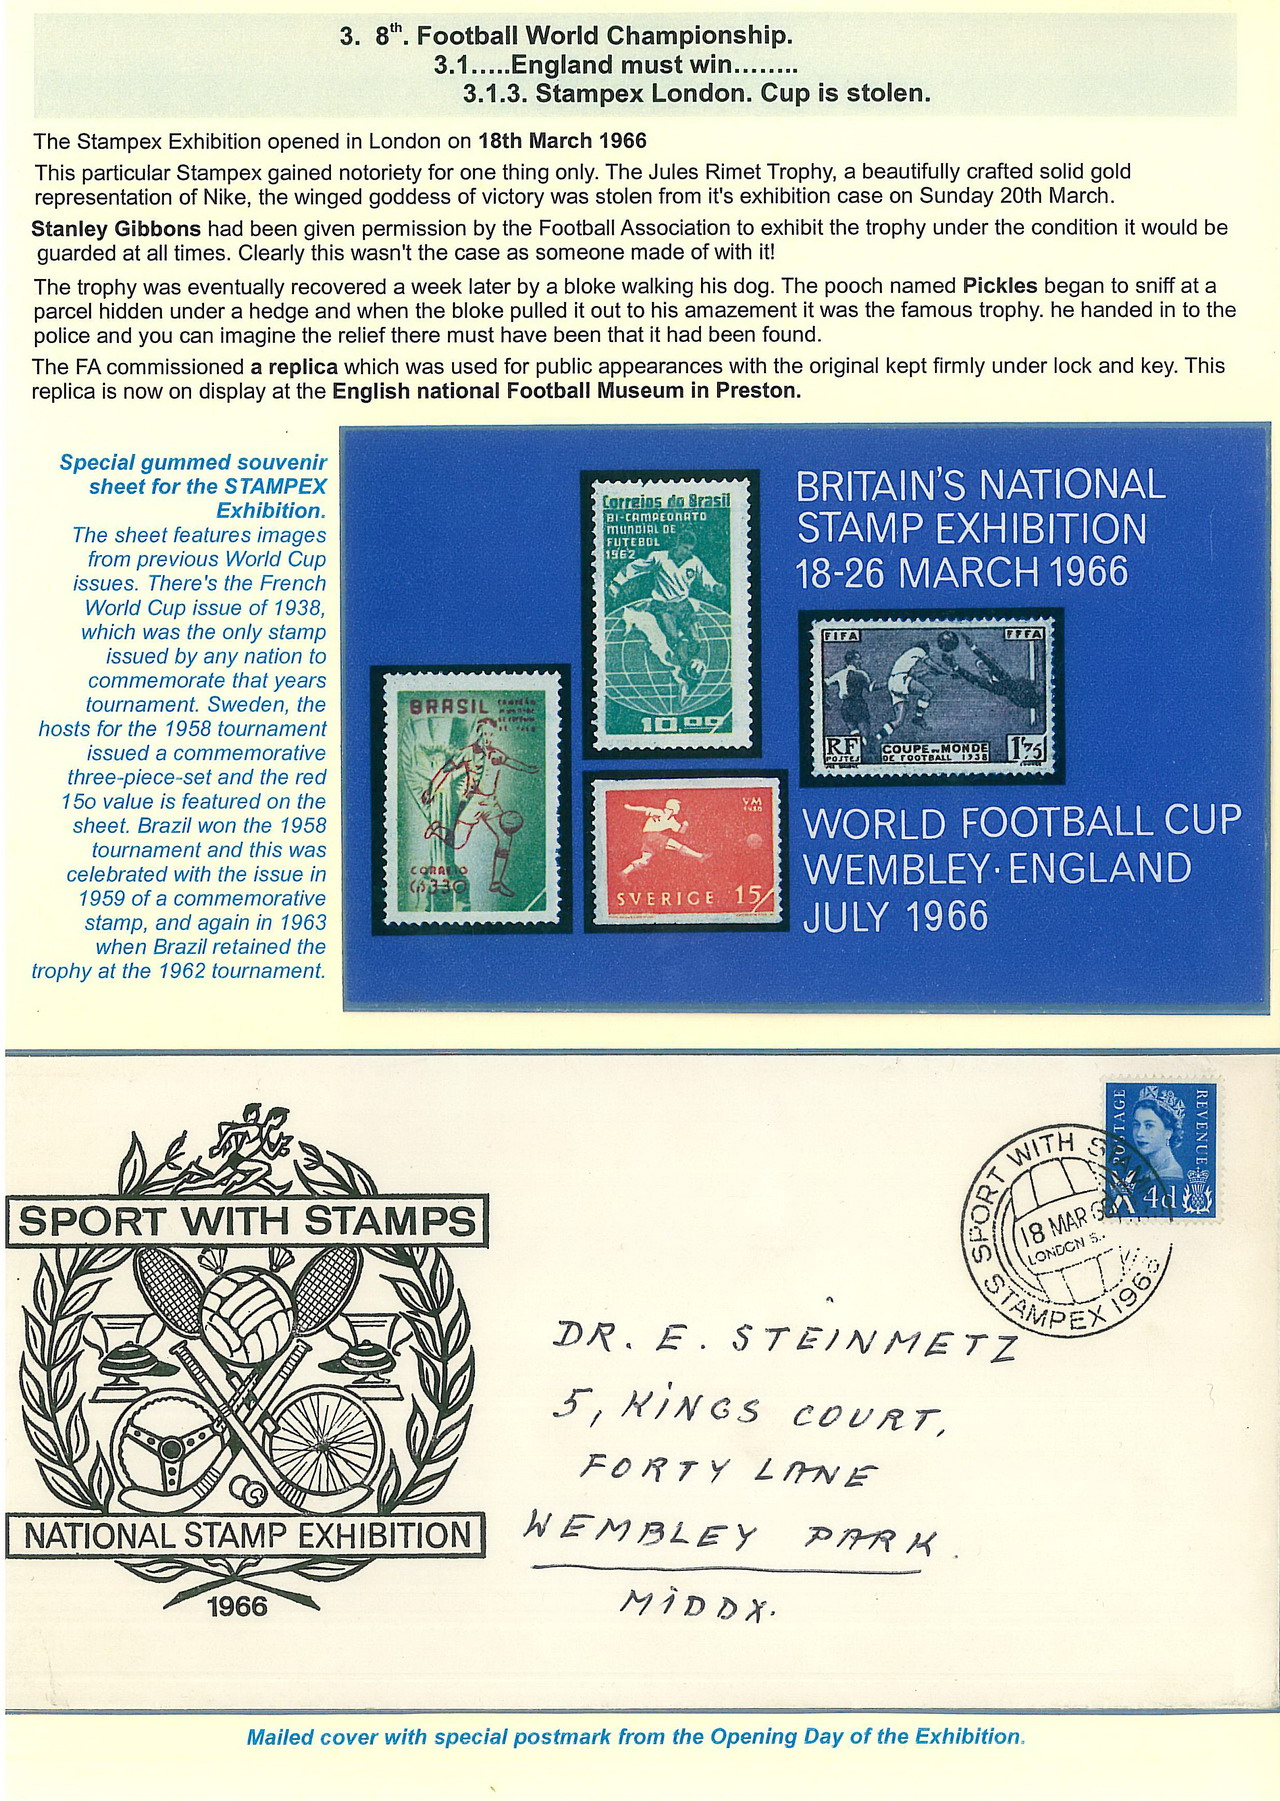 3. 8th. Football World Championship.
3.1.....England must win........
3.1.3. Stampex London. Cup is stolen.
The Stampex Exhibition opened in London on 18th March 1966
This particular Stampex gained notoriety for one thing only. The Jules Rimet Trophy, a beautifully crafted solid gold
representation of Nike, the winged goddess of victory was stolen from it's exhibition case on Sunday 20th March.
Stanley Gibbons had been given permission by the Football Association to exhibit the trophy under the condition it would be
guarded at all times. Clearly this wasn't the case as someone made of with it!
The trophy was eventually recovered a week later by a bloke walking his dog. The pooch named Pickles began to sniff at a
parcel hidden under a hedge and when the bloke pulled it out to his amazement it was the famous trophy. he handed in to the
police and you can imagine the relief there must have been that it had been found.
The FA commissioned a replica which was used for public appearances with the original kept firmly under lock and key. This
replica is now on display at the English national Football Museum in Preston.
Special gummed souvenir
sheet for the STAMPEX
Exhibition.
The sheet features images
from previous World Cup
issues. There's the French
World Cup issue of 1938,
which was the only stamp
issued by any nation to
commemorate that years
tournament. Sweden, the
hosts for the 1958 tournament
issued a commemorative
three-piece-set and the red
15o value is featured on the
sheet. Brazil won the 1958
tournament and this was
celebrated with the issue in
1959 of a commemorative
stamp, and again in 1963
when Brazil retained the
trophy at the 1962 tournament.
BRITAIN'S NATIONAL
STAMP EXHIBITION
18-26 MARCH 1966
Correios do Brasil
BI-CAMPEONATO
MUNDIAL DE
FUTEBOL
1962
10,00
FIFA FFFA
RF
POSTES
COUPE DU MONDE
DE FOOTBALL 1938
1f75
BRASIL
CORREIO
Cr$ 3,30
VM
1958
SVERIGE 15
WORLD FOOTBALL CUP
WEMBLEY·ENGLAND
JULY 1966
SPORT WITH STAMPS
NATIONAL STAMP EXHIBITION
1966
POSTAGE REVENUE
4d
SPORT WITH STAMPS
18 MAR 66
LONDON S.
STAMPEX 1966
DR. E. STEINMETZ
5, KINGS COURT,
FORTY LANE
WEMBLEY PARK.
MIDDX.
Mailed cover with special postmark from the Opening Day of the Exhibition.